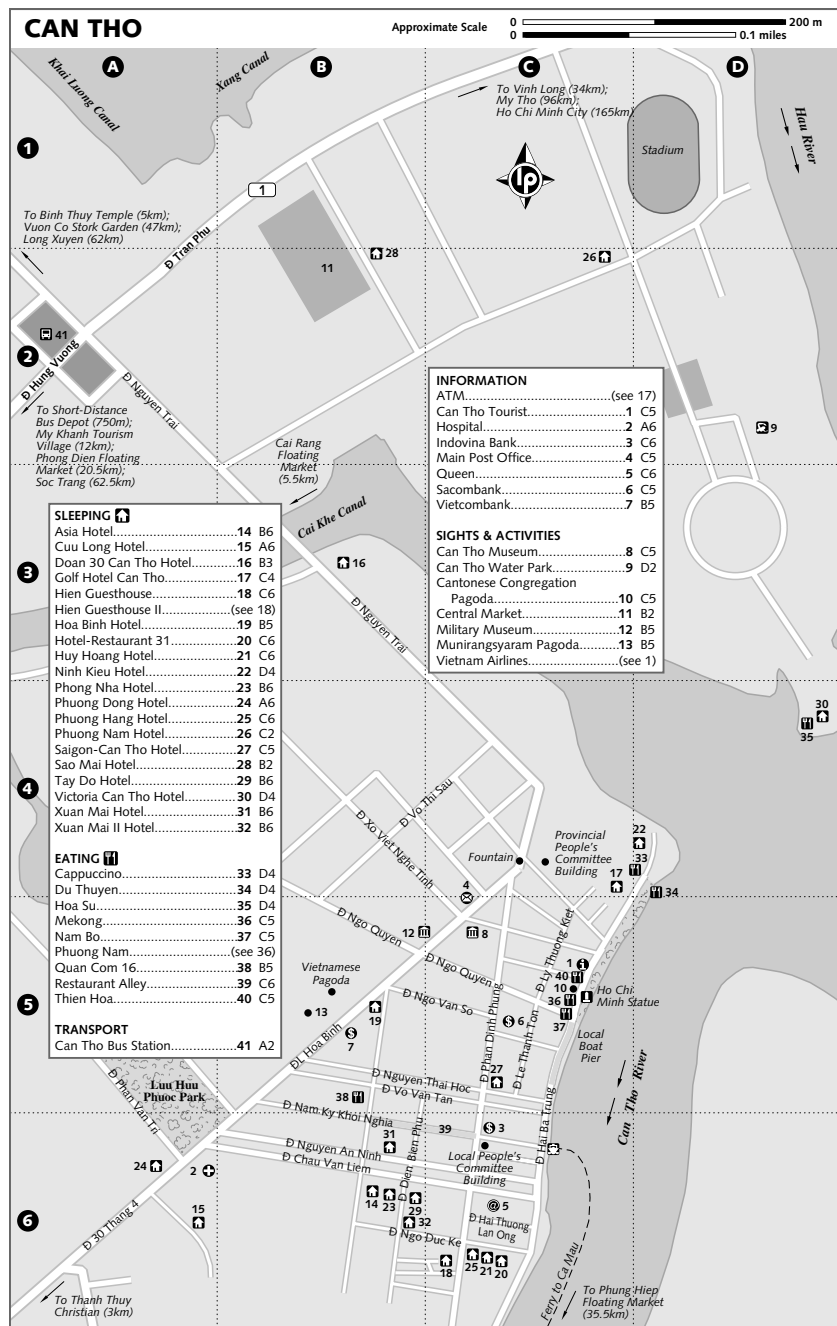 CAN THO
Approximate Scale
0 200 m
0 0.1 miles
A
B
C
D
Khai Luong Canal
Xang Canal
To Vinh Long (34km);
My Tho (96km);
Ho Chi Minh City (165km)
Hau River
1
lp
Stadium
1
To Binh Thuy Temple (5km);
Vuon Co Stork Garden (47km);
Long Xuyen (62km)
Đ Tran Phu
11
28
26
41
2
Đ Hung Vuong
Đ Nguyen Trai
To Short-Distance
Bus Depot (750m);
My Khanh Tourism
Village (12km);
Phong Dien Floating
Market (20.5km);
Soc Trang (62.5km)
Cai Rang
Floating
Market
(5.5km)
9
INFORMATION
ATM (see 17)
Can Tho Tourist 1 C5
Hospital 2 A6
Indovina Bank 3 C6
Main Post Office 4 C5
Queen 5 C6
Sacombank 6 C5
Vietcombank 7 B5
SIGHTS & ACTIVITIES
Can Tho Museum 8 C5
Can Tho Water Park 9 D2
Cantonese Congregation
Pagoda 10 C5
Central Market 11 B2
Military Museum 12 B5
Munirangsyaram Pagoda 13 B5
Vietnam Airlines (see 1)
Cai Khe Canal
3
16
Đ Nguyen Trai
SLEEPING
Asia Hotel 14 B6
Cuu Long Hotel 15 A6
Doan 30 Can Tho Hotel 16 B3
Golf Hotel Can Tho 17 C4
Hien Guesthouse 18 C6
Hien Guesthouse II (see 18)
Hoa Binh Hotel 19 B5
Hotel-Restaurant 31 20 C6
Huy Hoang Hotel 21 C6
Ninh Kieu Hotel 22 D4
Phong Nha Hotel 23 B6
Phuong Dong Hotel 24 A6
Phuong Hang Hotel 25 C6
Phuong Nam Hotel 26 C2
Saigon-Can Tho Hotel 27 C5
Sao Mai Hotel 28 B2
Tay Do Hotel 29 B6
Victoria Can Tho Hotel 30 D4
Xuan Mai Hotel 31 B6
Xuan Mai II Hotel 32 B6
EATING
Cappuccino 33 D4
Du Thuyen 34 D4
Hoa Su 35 D4
Mekong 36 C5
Nam Bo 37 C5
Phuong Nam (see 36)
Quan Com 16 38 B5
Restaurant Alley 39 C6
Thien Hoa 40 C5
TRANSPORT
Can Tho Bus Station 41 A2
30
35
4
Đ Vo Thi Sau
Đ Xo Viet Nghe Tinh
Fountain
Provincial
People's
Committee
Building
22
33
17
34
4
Đ Ngo Quyen
12
8
Đ Ngo Quyen
Đ Ly Thuong Kiet
1
40
10
36
37
Ho Chi
Minh Statue
5
Vietnamese
Pagoda
13
19
7
Đ Ngo Van So
6
Đ Phan Dinh Phung
Đ Le Thanh Ton
Local
Boat
Pier
ĐL Hoa Binh
27
Đ Nguyen Thai Hoc
Đ Vo Van Tan
38
Đ Hai Ba Trung
Can Tho River
Luu Huu
Phuoc Park
Đ Phan Van Tri
Đ Nam Ky Khoi Nghia
39
3
31
Đ Nguyen An Ninh
Đ Chau Van Liem
Đ Dien Bien Phu
Local People's
Committee
Building
24
2
15
6
Đ 30 Thang 4
14
23
29
32
@ 5
Đ Hai Thuong
Lan Ong
Đ Ngo Duc Ke
18
25
21
20
Ferry to Ca Mau
To Thanh Thuy
Christian (3km)
To Phung Hiep
Floating Market
(35.5km)